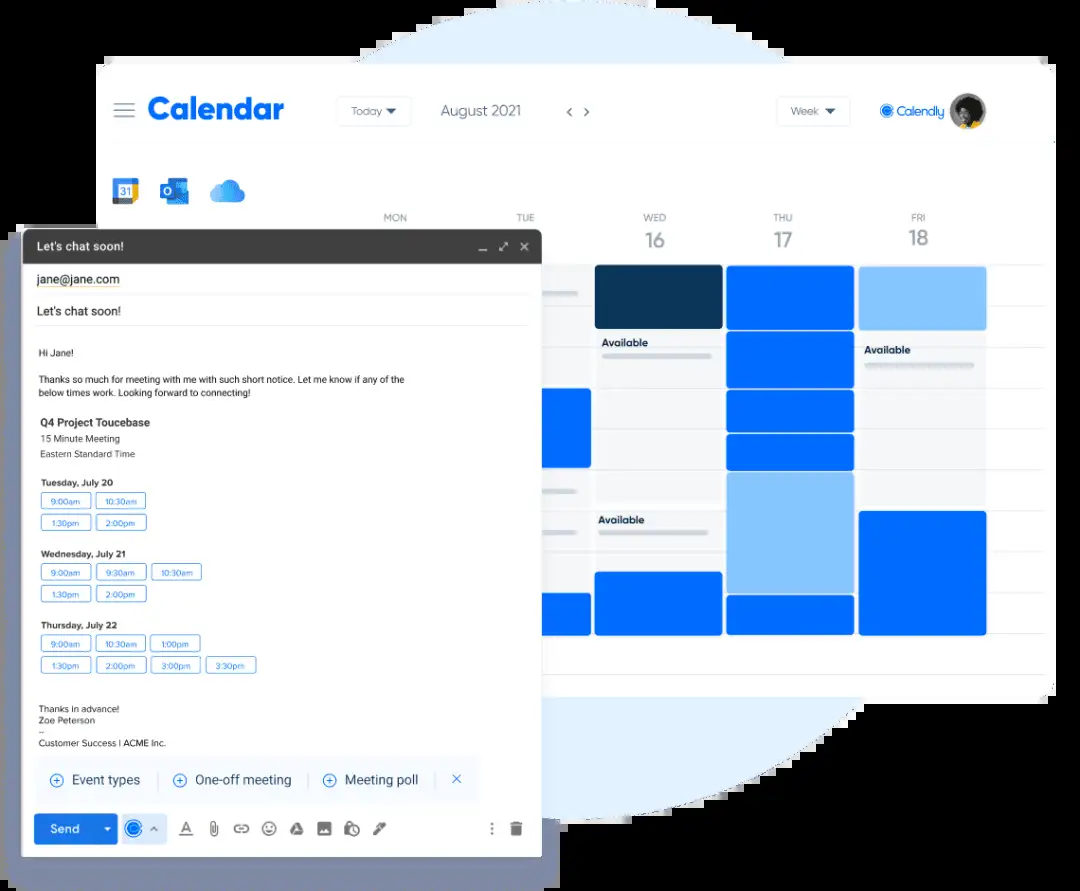 Calendar
Today
August 2021
Week
Calendly
31
O
MON
TUE
WED
THU
FRI
16
17
18
Available
Available
Available
Let's chat soon!
jane@jane.com
Let's chat soon!
Hi Jane!
Thanks so much for meeting with me with such short notice. Let me know if any of the
below times work. Looking forward to connecting!
Q4 Project Toucebase
15 Minute Meeting
Eastern Standard Time
Tuesday, July 20
9:00am 10:30am
1:30pm 2:00pm
Wednesday, July 21
9:00am 9:30am 10:30am
1:30pm 2:00pm
Thursday, July 22
9:00am 10:30am 1:00pm
1:30pm 2:00pm 3:00pm 3:30pm
Thanks in advance!
Zoe Peterson
--
Customer Success | ACME Inc.
Event types
One-off meeting
Meeting poll
Send